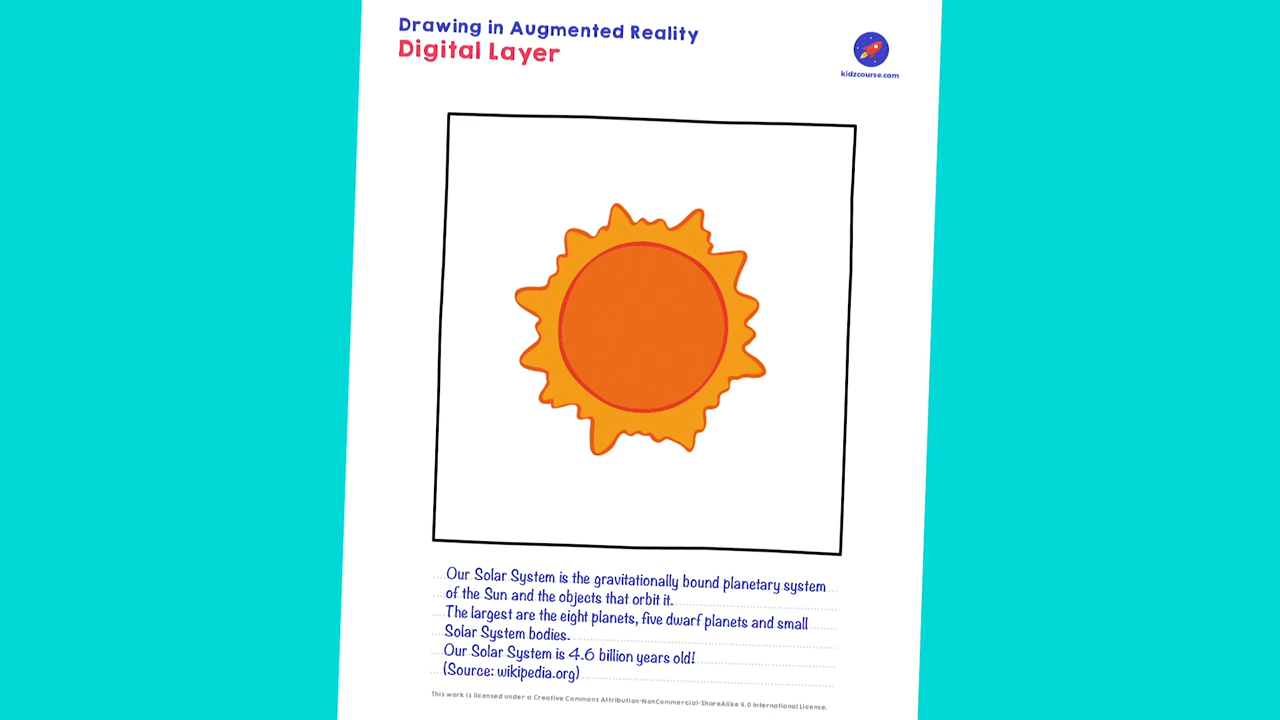 Drawing in Augmented Reality
Digital Layer
kidzcourse.com
Our Solar System is the gravitationally bound planetary system
of the Sun and the objects that orbit it.
The largest are the eight planets, five dwarf planets and small
Solar System bodies.
Our Solar System is 4.6 billion years old!
(Source: wikipedia.org)
This work is licensed under a Creative Commons Attribution-NonCommercial-ShareAlike 4.0 International License.